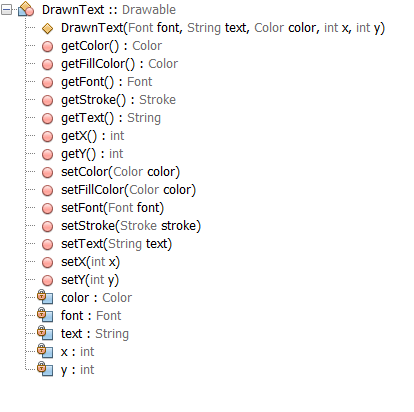 DrawnText :: Drawable
DrawnText(Font font, String text, Color color, int x, int y)
getColor() : Color
getFillColor() : Color
getFont() : Font
getStroke() : Stroke
getText() : String
getX() : int
getY() : int
setColor(Color color)
setFillColor(Color color)
setFont(Font font)
setStroke(Stroke stroke)
setText(String text)
setX(int x)
setY(int y)
color : Color
font : Font
text : String
x : int
y : int